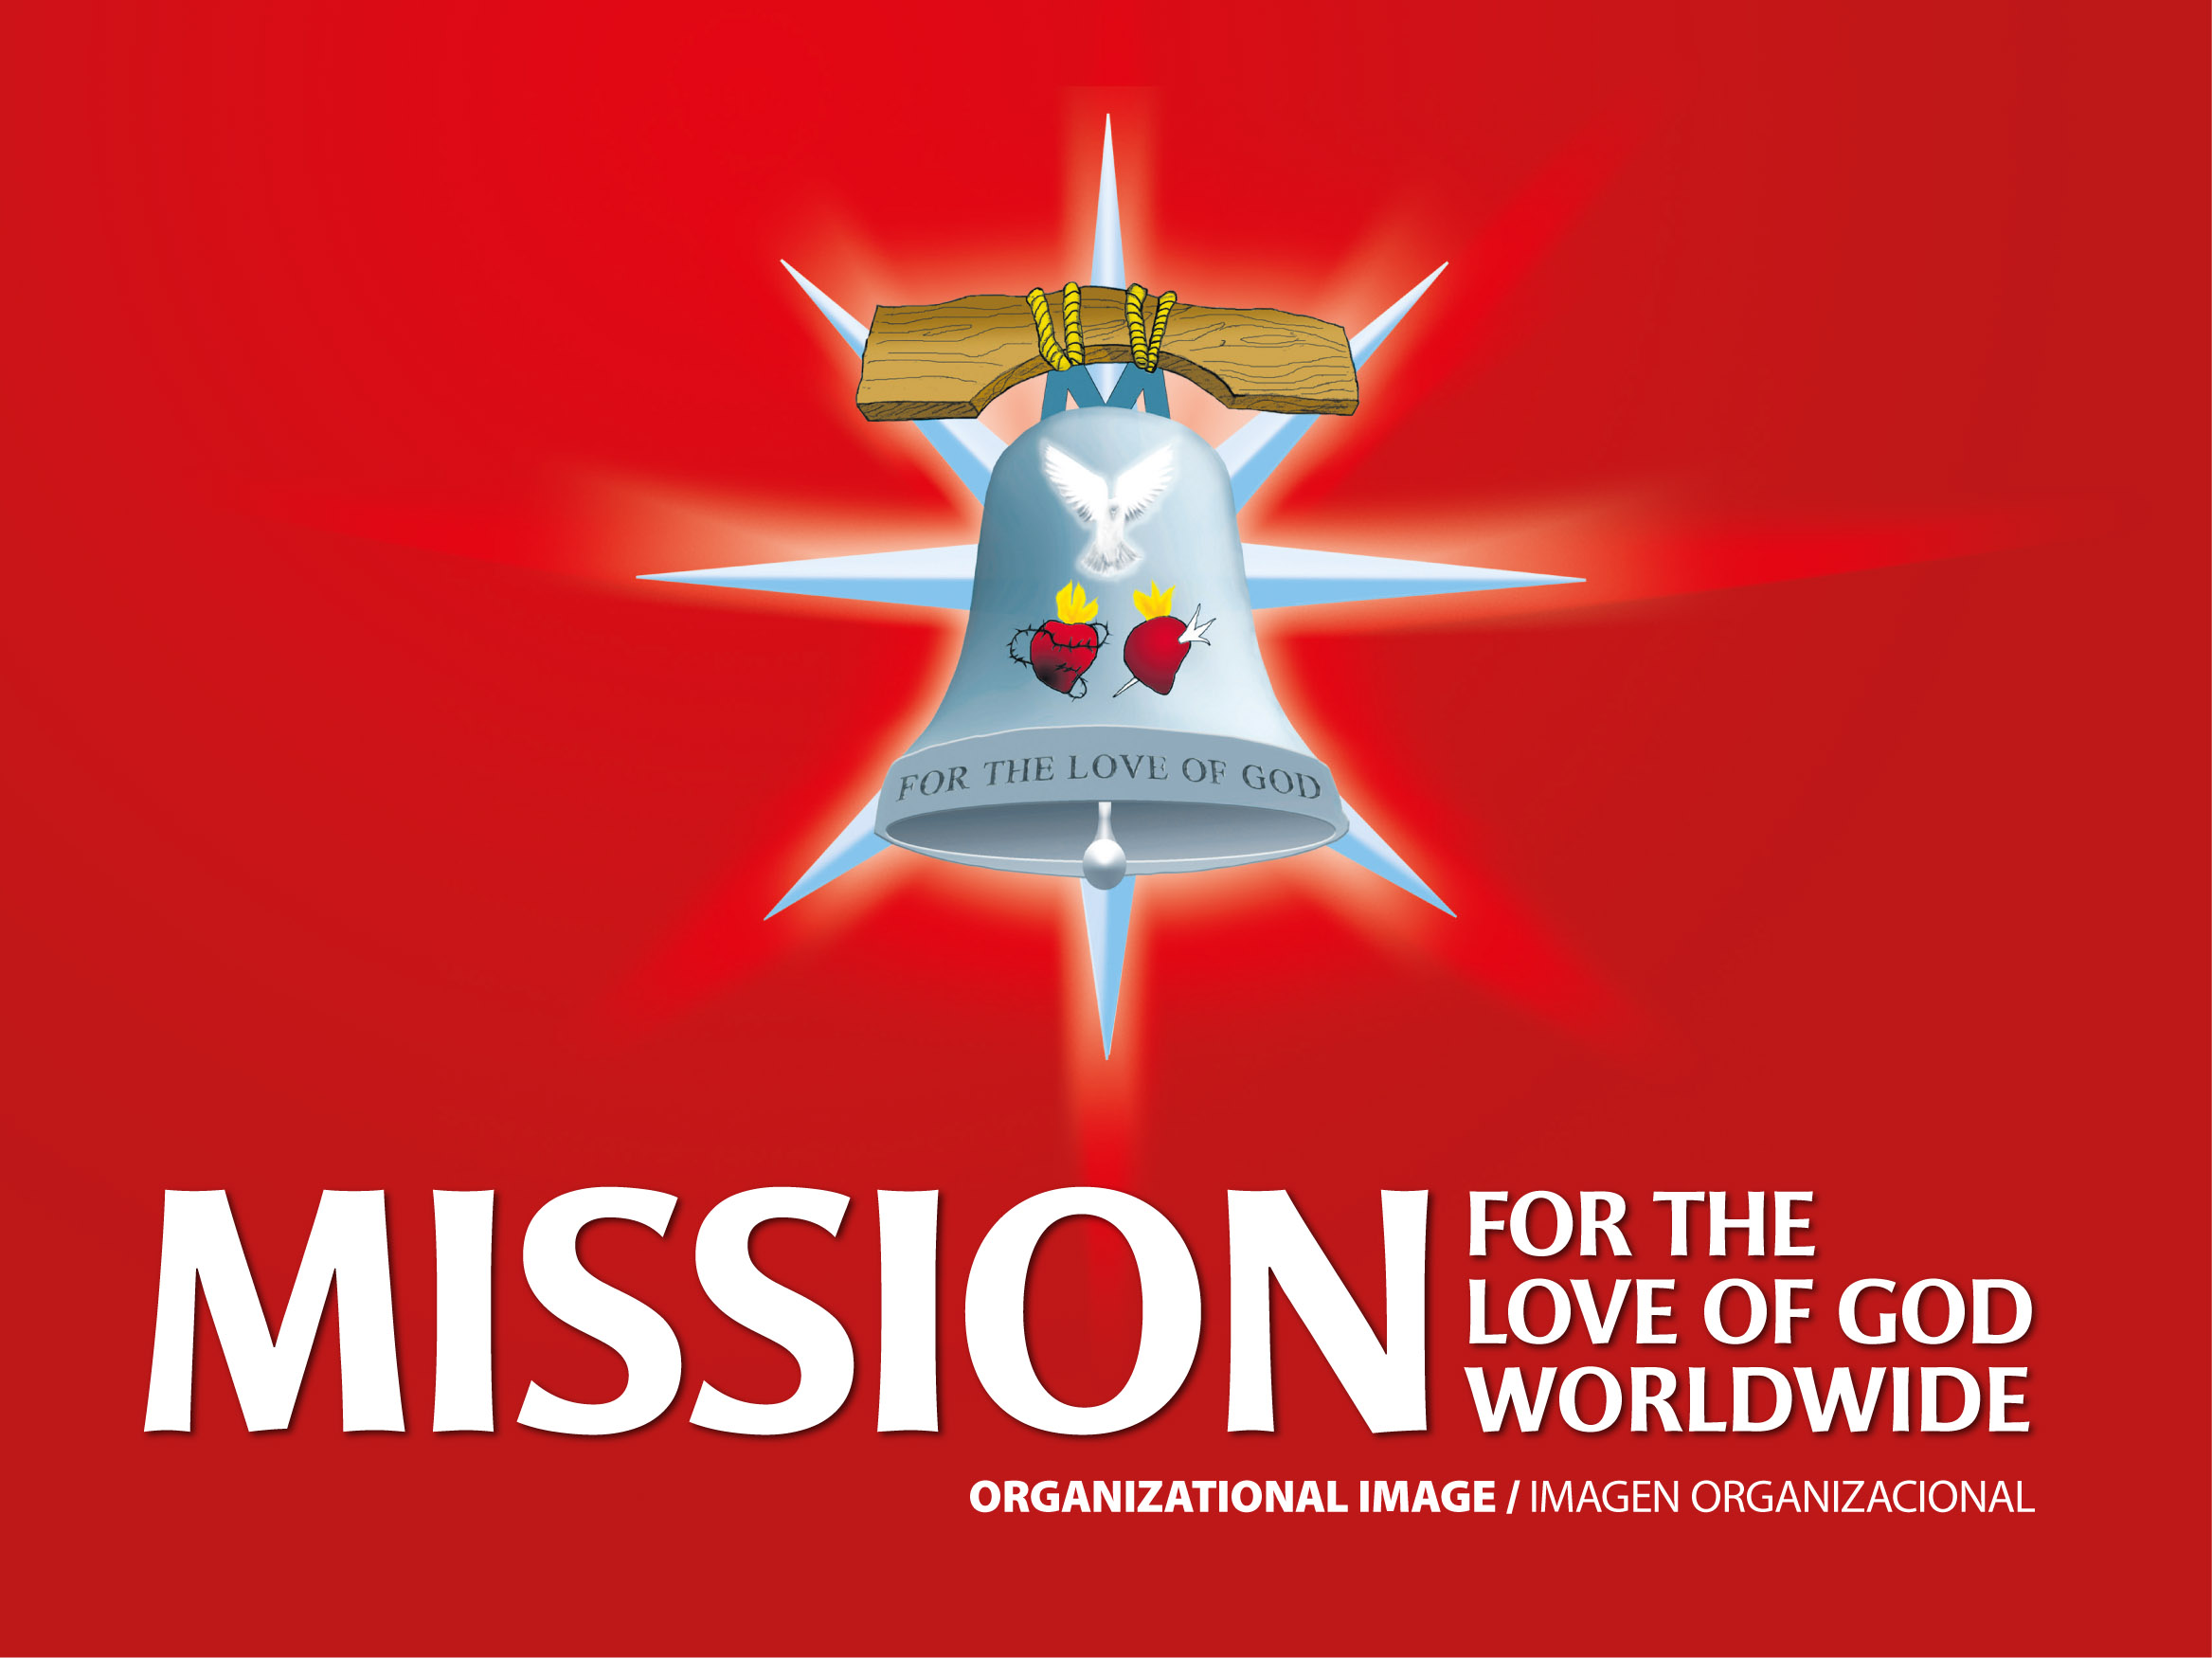 FOR THE LOVE OF GOD
MISSION
FOR THE
LOVE OF GOD
WORLDWIDE
ORGANIZATIONAL IMAGE / IMAGEN ORGANIZACIONAL